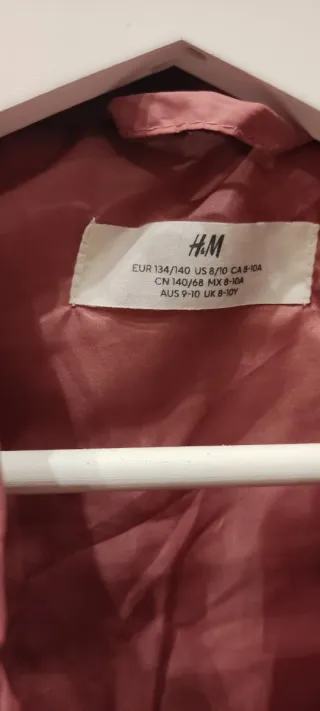 H&M
EUR 134/140 US 8/10 CA 8-10A
CN 140/68 MX 8-10A
AUS 9-10 UK 8-10Y